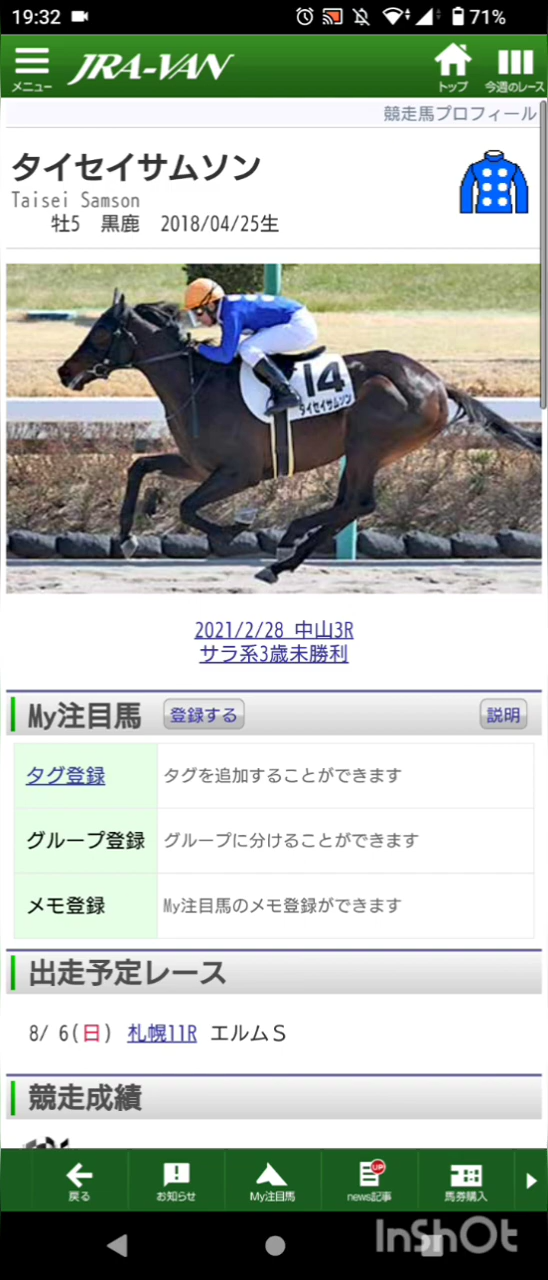 19:32
71%
JRA-VAN
メニュー
トップ
今週のレース
競走馬プロフィール
タイセイサムソン
Taisei Samson
牡5 黒鹿 2018/04/25生
14
タイセイサムソン
2021/2/28 中山3R
サラ系3歳未勝利
My注目馬 登録する 説明
タグ登録 タグを追加することができます
グループ登録 グループに分けることができます
メモ登録 My注目馬のメモ登録ができます
出走予定レース
8/ 6(日) 札幌11R エルムS
競走成績
戻る
お知らせ
My注目馬
UP
news記事
馬券購入
InShOt